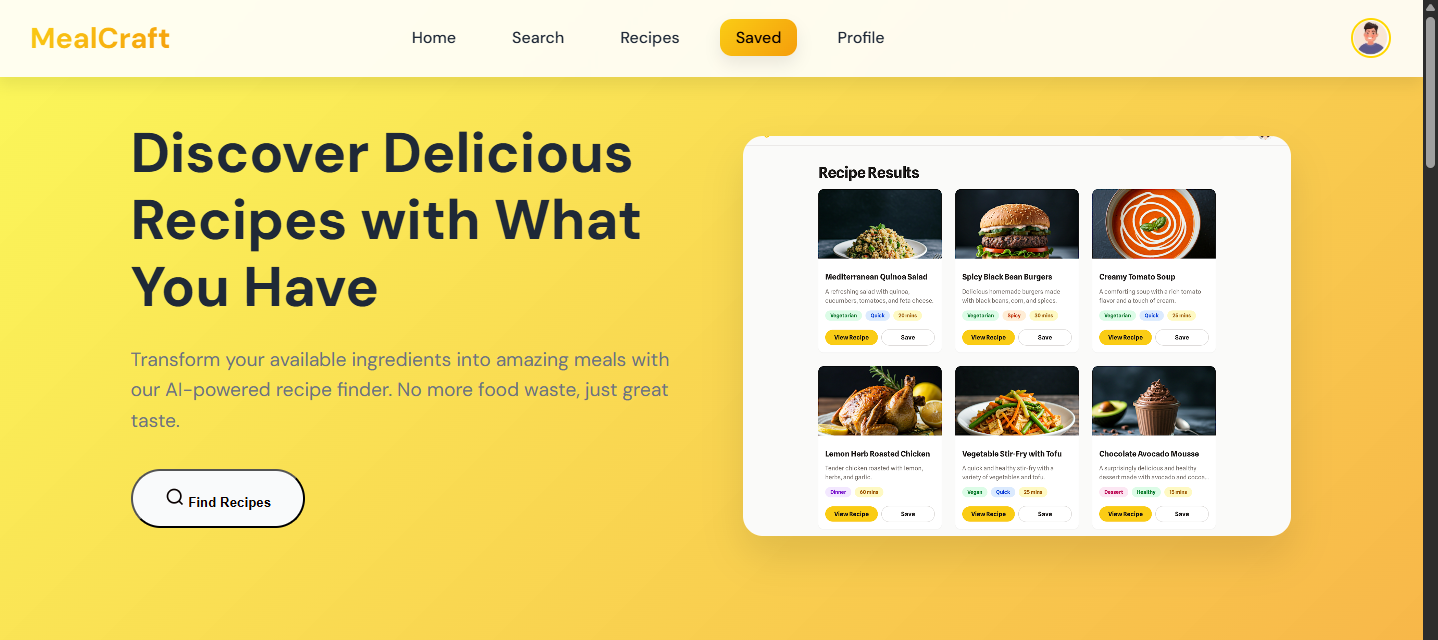 MealCraft
Home Search Recipes Saved Profile
Discover Delicious
Recipes with What
You Have
Transform your available ingredients into amazing meals with
our AI-powered recipe finder. No more food waste, just great
taste.
Find Recipes
Recipe Results
Mediterranean Quinoa Salad
A refreshing salad with quinoa,
cucumbers, tomatoes, and feta cheese.
Vegetarian Quick 20 mins
View Recipe Save
Spicy Black Bean Burgers
Delicious homemade burgers made
with black beans, corn, and spices.
Vegetarian Spicy 30 mins
View Recipe Save
Creamy Tomato Soup
A comforting soup with a rich tomato
flavor and a touch of cream.
Vegetarian Quick 25 mins
View Recipe Save
Lemon Herb Roasted Chicken
Tender chicken roasted with lemon,
herbs, and garlic.
Dinner 60 mins
View Recipe Save
Vegetable Stir-Fry with Tofu
A quick and healthy stir-fry with a
variety of vegetables and tofu.
Vegan Quick 25 mins
View Recipe Save
Chocolate Avocado Mousse
A surprisingly delicious and healthy
dessert made with avocado and cocoa.
Dessert Healthy 15 mins
View Recipe Save